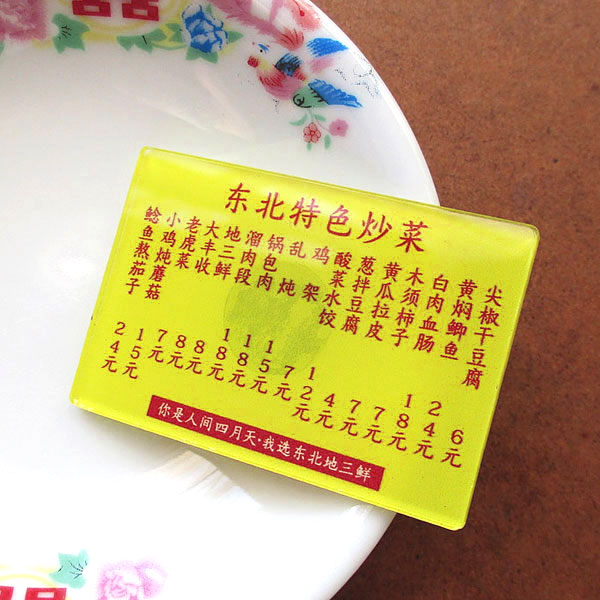 东北特色炒菜
尖椒干豆腐 6元
黄焖鲫鱼 24元
白肉血肠 18元
木须柿子 7元
黄瓜拉皮 7元
葱拌豆腐 4元
酸菜水饺 12元
鸡架 7元
乱炖 15元
锅包肉 18元
溜肉段 18元
地三鲜 8元
大丰收 8元
老虎菜 7元
小鸡炖蘑菇 15元
鲶鱼熬茄子 24元
你是人间四月天·我选东北地三鲜